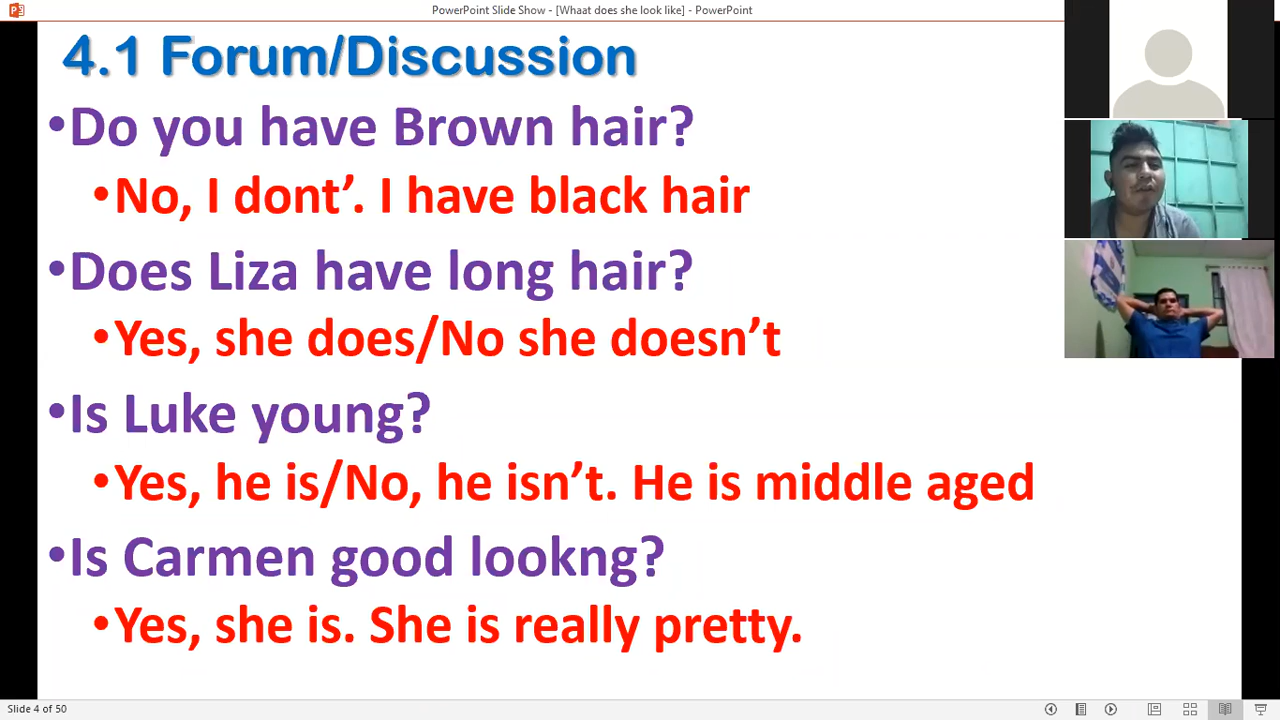 PowerPoint Slide Show - [Whaat does she look like] - PowerPoint
4.1 Forum/Discussion
•Do you have Brown hair?
•No, I dont’. I have black hair
•Does Liza have long hair?
•Yes, she does/No she doesn’t
•Is Luke young?
•Yes, he is/No, he isn’t. He is middle aged
•Is Carmen good lookng?
•Yes, she is. She is really pretty.
Slide 4 of 50